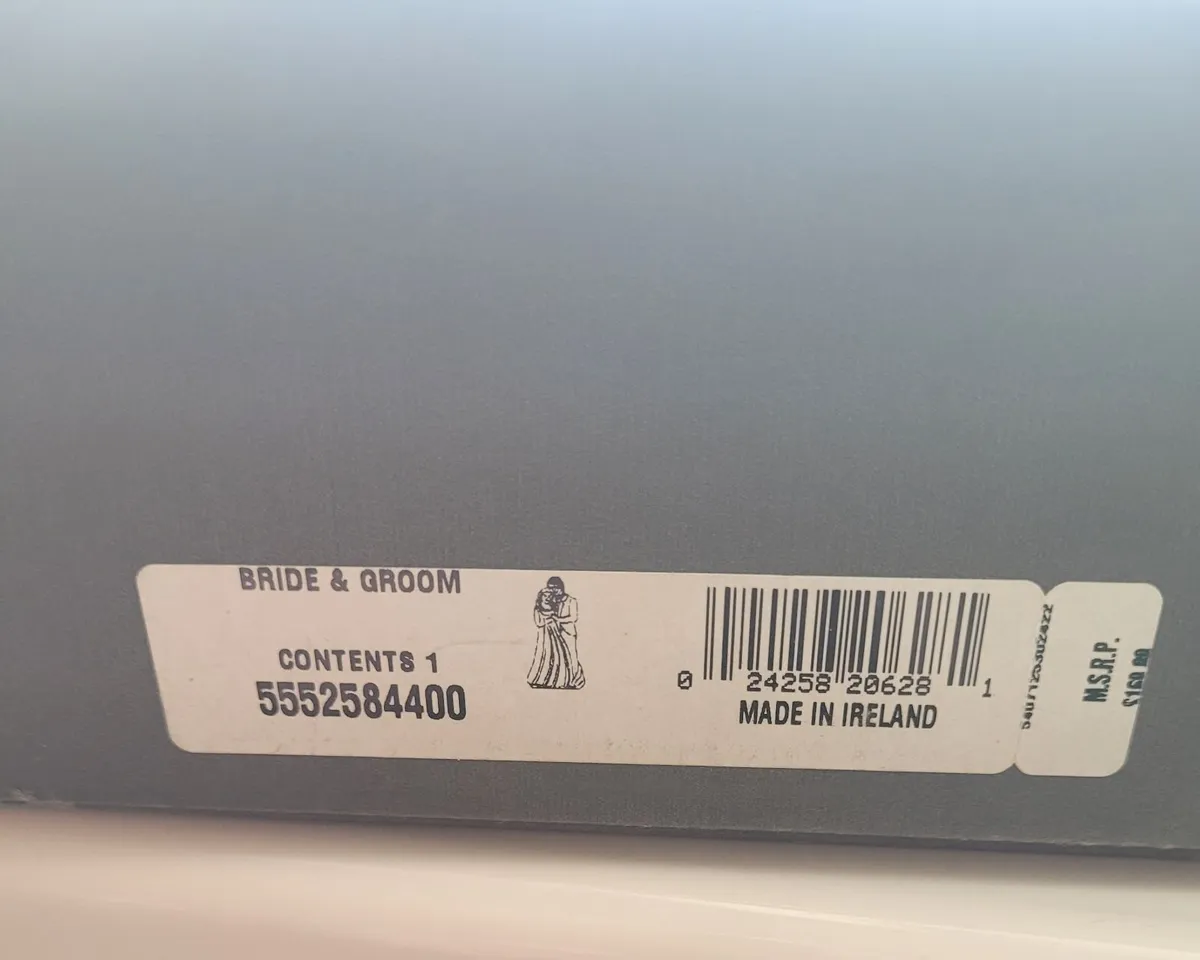 BRIDE & GROOM
CONTENTS 1
5552584400
0 24258 20628 1
MADE IN IRELAND
M.S.R.P.